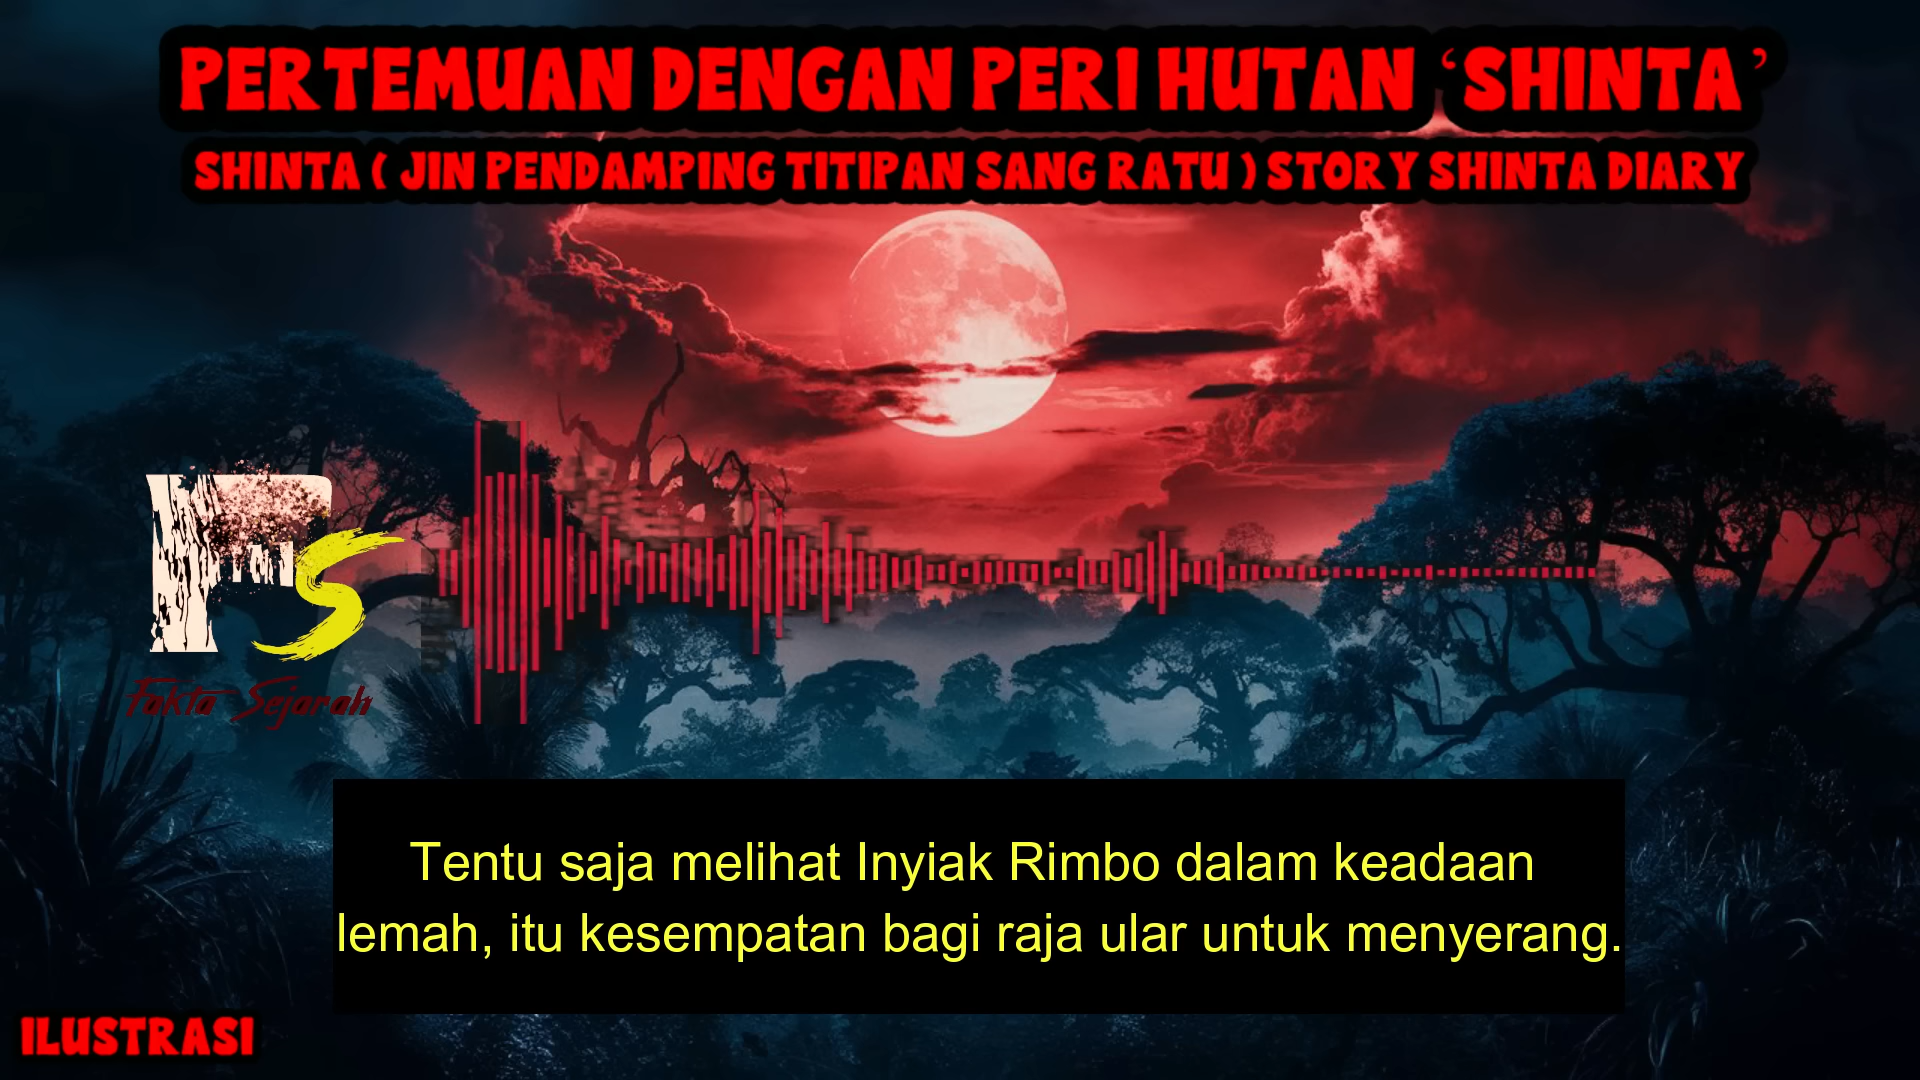 PERTEMUAN DENGAN PERI HUTAN ‘SHINTA’
SHINTA ( JIN PENDAMPING TITIPAN SANG RATU ) STORY SHINTA DIARY
FS
Fakta Sejarah
Tentu saja melihat Inyiak Rimbo dalam keadaan
lemah, itu kesempatan bagi raja ular untuk menyerang.
ILUSTRASI